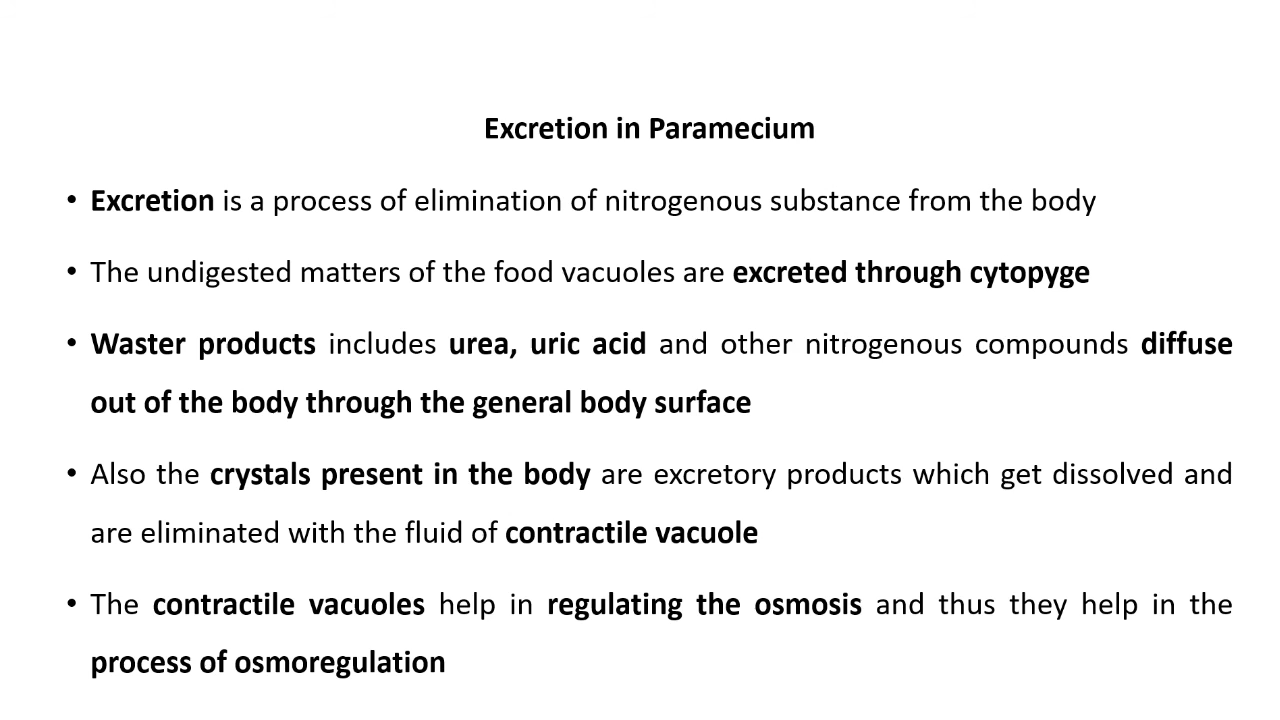 Excretion in Paramecium
• Excretion is a process of elimination of nitrogenous substance from the body
• The undigested matters of the food vacuoles are excreted through cytopyge
• Waster products includes urea, uric acid and other nitrogenous compounds diffuse
out of the body through the general body surface
• Also the crystals present in the body are excretory products which get dissolved and
are eliminated with the fluid of contractile vacuole
• The contractile vacuoles help in regulating the osmosis and thus they help in the
process of osmoregulation